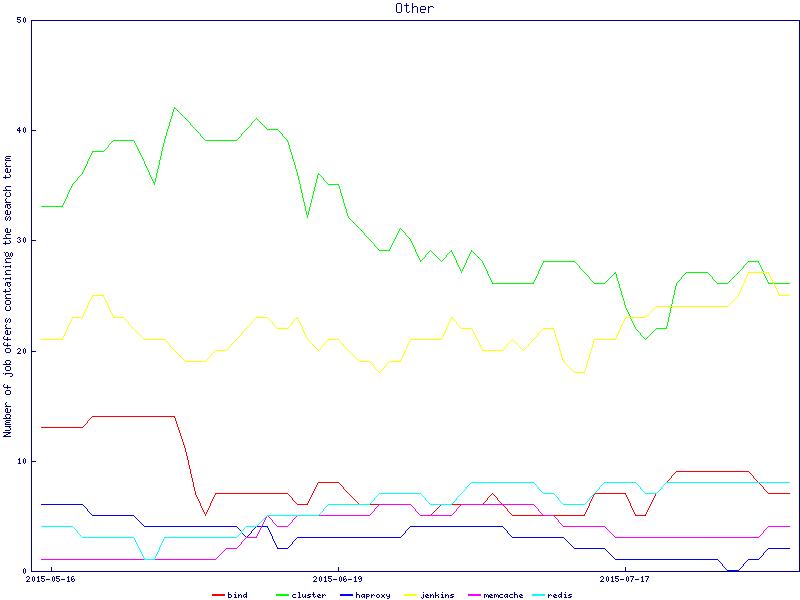 Other
50
40
30
20
10
0
Number of job offers containing the search term
2015-05-16 2015-06-19 2015-07-17
bind cluster haproxy jenkins memcache redis